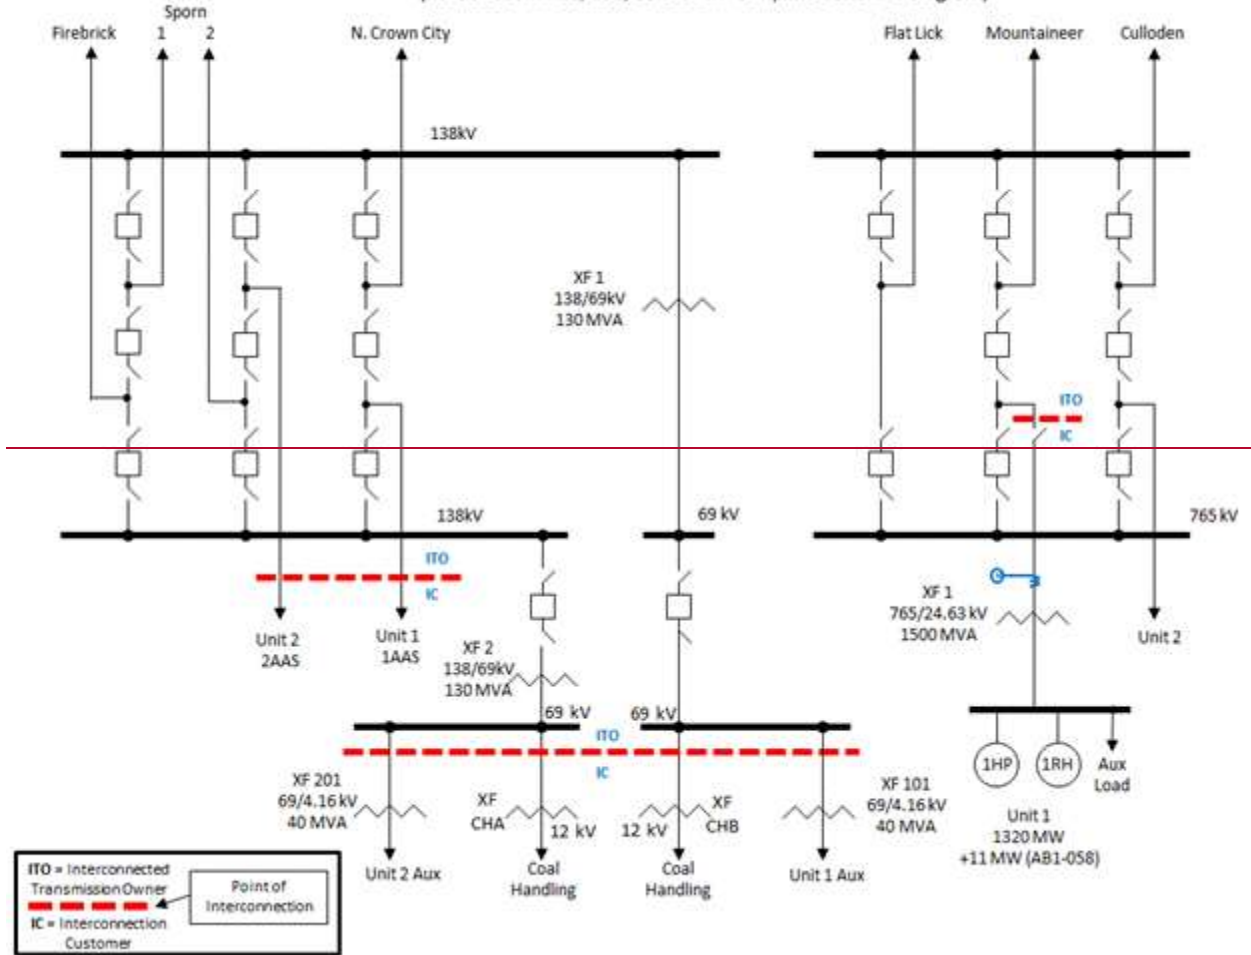 Sporn
Firebrick
1
2
N. Crown City
Flat Lick
Mountaineer
Culloden
138kV
XF 1
138/69kV
130 MVA
ITO
IC
138kV
69 kV
765 kV
ITO
IC
Unit 2
2AAS
Unit 1
1AAS
XF 2
138/69kV
130 MVA
XF 1
765/24.63 kV
1500 MVA
Unit 2
69 kV
69 kV
ITO
IC
XF 201
69/4.16 kV
40 MVA
XF
CHA
12 kV
12 kV
XF
CHB
XF 101
69/4.16 kV
40 MVA
1HP
1RH
Aux
Load
Unit 1
1320 MW
+11 MW (AB1-058)
Unit 2 Aux
Coal
Handling
Coal
Handling
Unit 1 Aux
ITO = Interconnected
Transmission Owner
Point of
Interconnection
IC = Interconnection
Customer